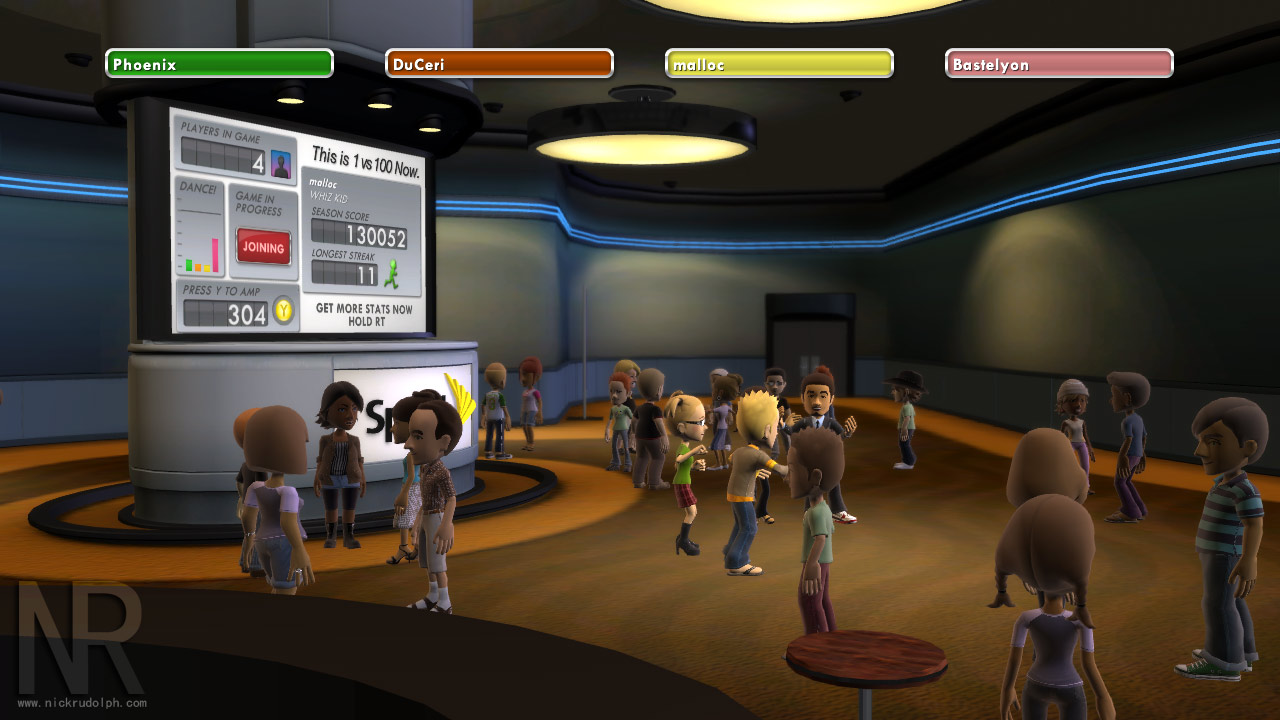 Phoenix
DuCeri
malloc
Bastelyon
PLAYERS IN GAME
4
This is 1 vs 100 Now.
malloc
WHIZ KID
DANCE!
GAME IN
PROGRESS
JOINING
SEASON SCORE
130052
LONGEST STREAK
11
PRESS Y TO AMP
304 Y
GET MORE STATS NOW
HOLD RT
NR
www.nickrudolph.com